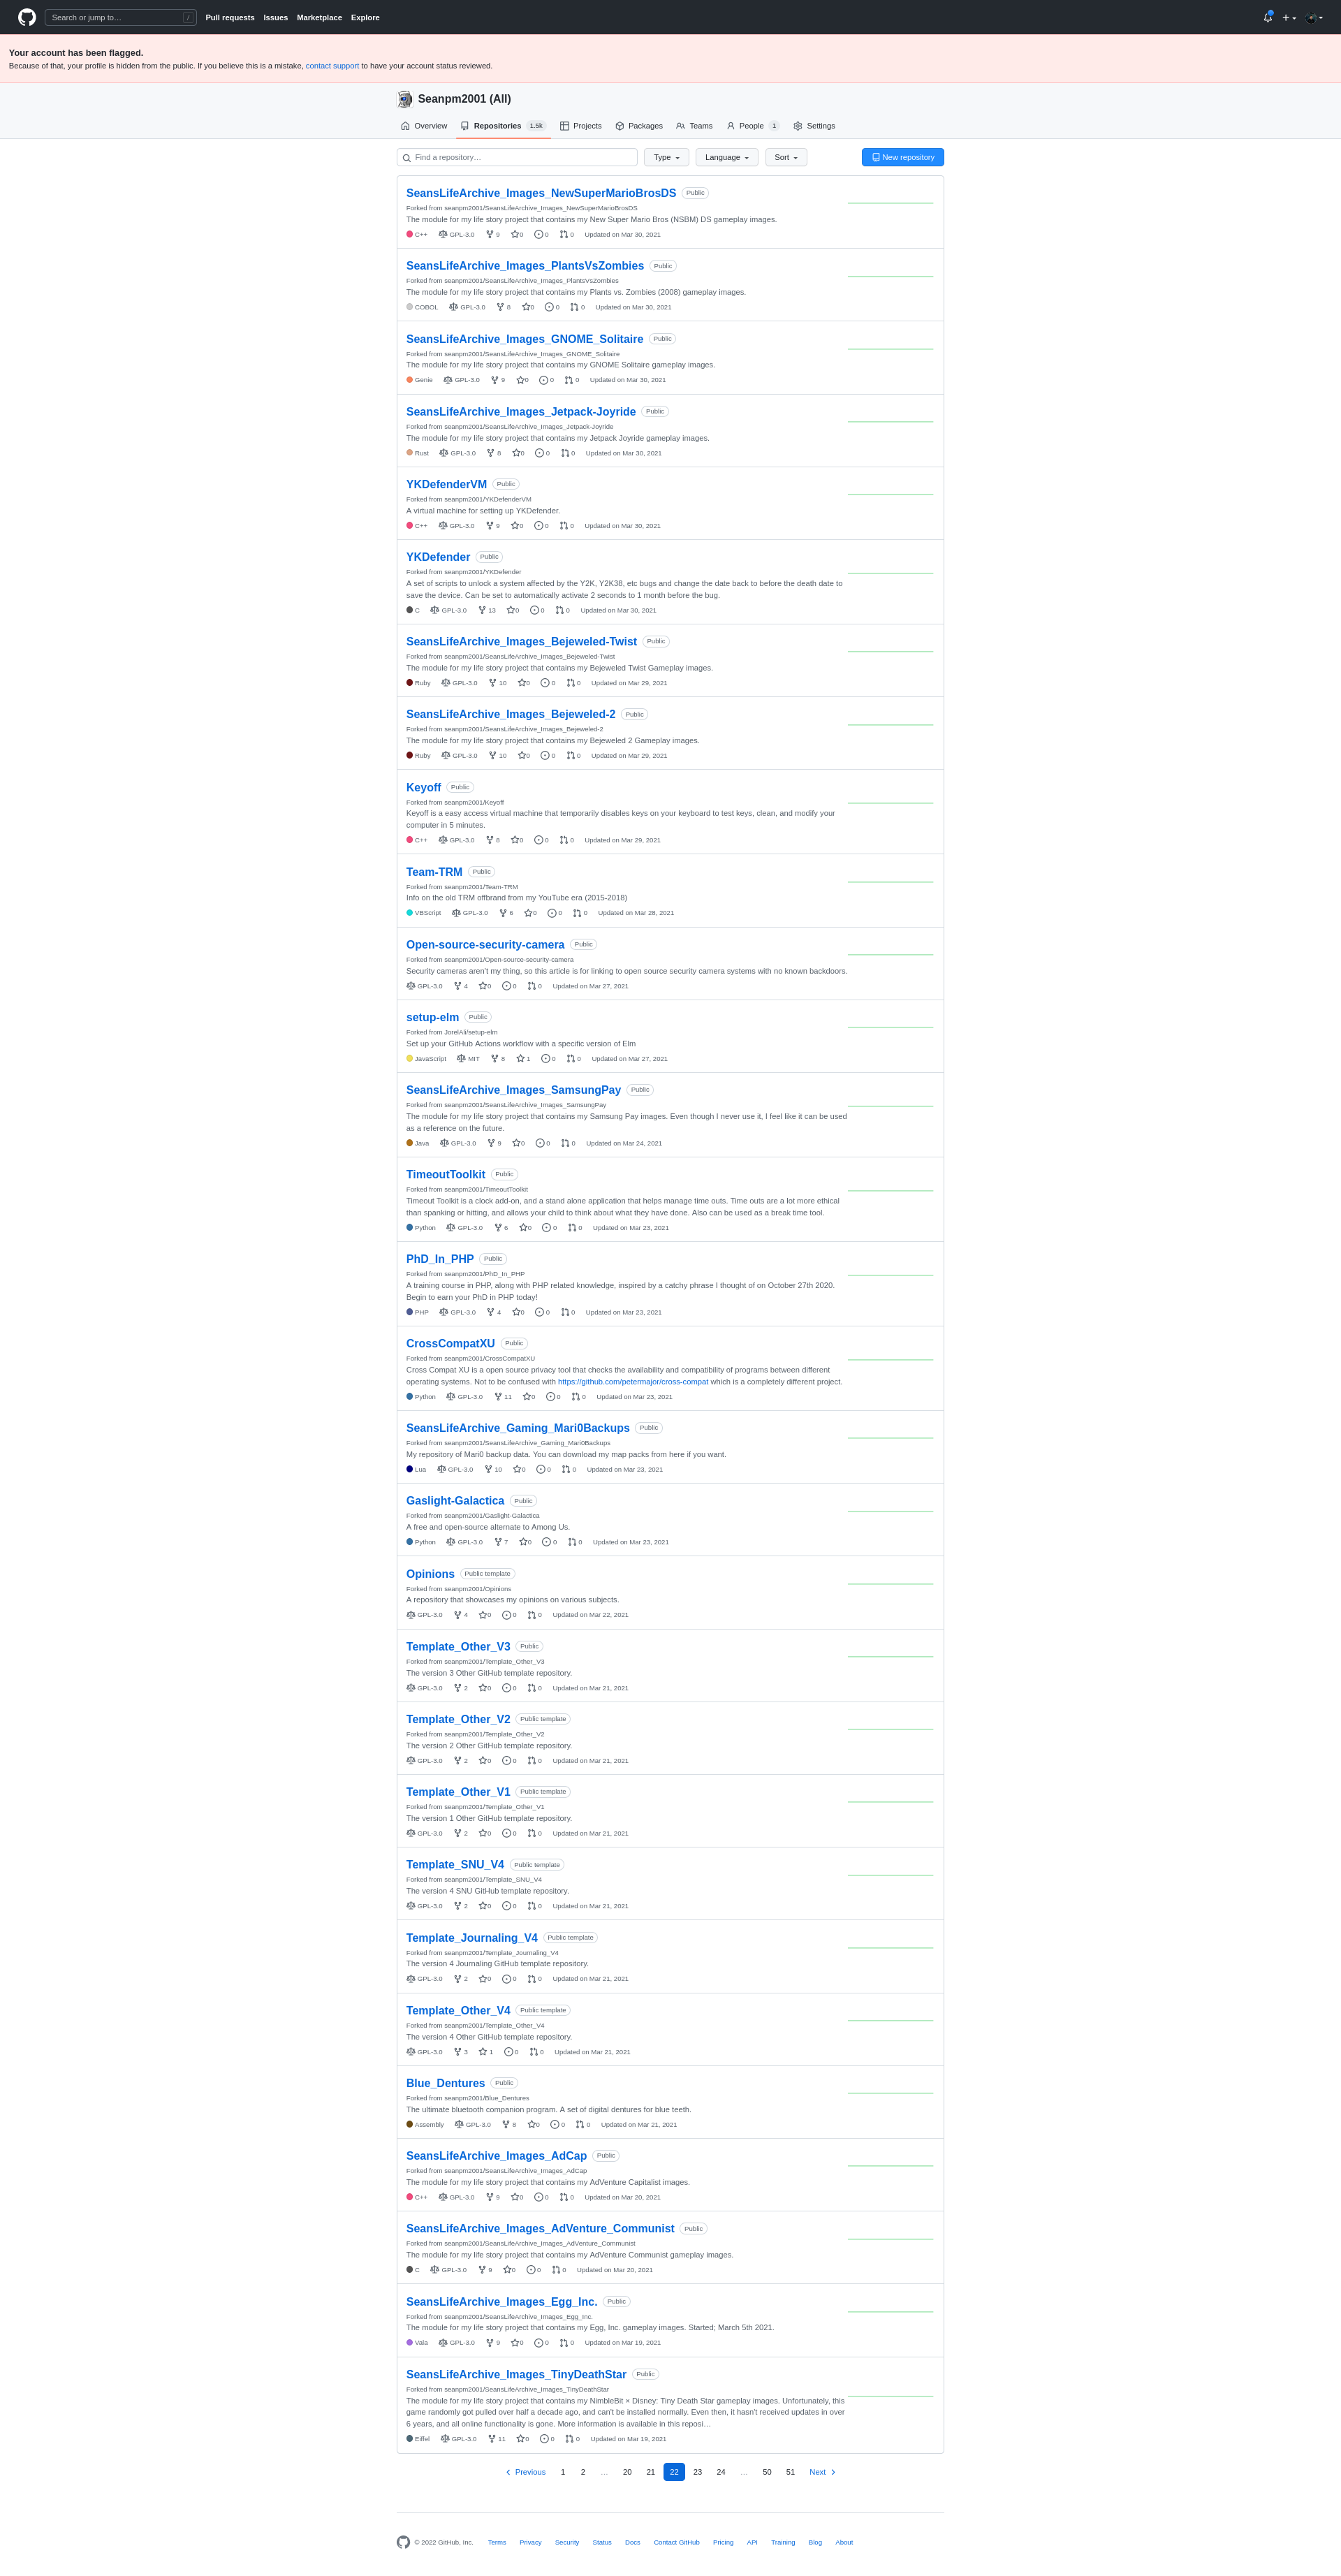 Search or jump to…
/
Pull requests Issues Marketplace Explore
Your account has been flagged.
Because of that, your profile is hidden from the public. If you believe this is a mistake, contact support to have your account status reviewed.
Seanpm2001 (All)
Overview Repositories 1.5k Projects Packages Teams People 1 Settings
Find a repository… Type Language Sort New repository
SeansLifeArchive_Images_NewSuperMarioBrosDS Public
Forked from seanpm2001/SeansLifeArchive_Images_NewSuperMarioBrosDS
The module for my life story project that contains my New Super Mario Bros (NSBM) DS gameplay images.
C++ GPL-3.0 9 0 0 0 Updated on Mar 30, 2021
SeansLifeArchive_Images_PlantsVsZombies Public
Forked from seanpm2001/SeansLifeArchive_Images_PlantsVsZombies
The module for my life story project that contains my Plants vs. Zombies (2008) gameplay images.
COBOL GPL-3.0 8 0 0 0 Updated on Mar 30, 2021
SeansLifeArchive_Images_GNOME_Solitaire Public
Forked from seanpm2001/SeansLifeArchive_Images_GNOME_Solitaire
The module for my life story project that contains my GNOME Solitaire gameplay images.
Genie GPL-3.0 9 0 0 0 Updated on Mar 30, 2021
SeansLifeArchive_Images_Jetpack-Joyride Public
Forked from seanpm2001/SeansLifeArchive_Images_Jetpack-Joyride
The module for my life story project that contains my Jetpack Joyride gameplay images.
Rust GPL-3.0 6 0 0 0 Updated on Mar 30, 2021
YKDefenderVM Public
Forked from seanpm2001/YKDefenderVM
A virtual machine for setting up YKDefender.
C++ GPL-3.0 9 0 0 0 Updated on Mar 30, 2021
YKDefender Public
Forked from seanpm2001/YKDefender
A set of scripts to unlock a system affected by the Y2K, Y2K38, etc bugs and change the date back to before the death date to
save the device. Can be set to automatically activate 2 seconds to 1 month before the bug.
C GPL-3.0 13 0 0 0 Updated on Mar 30, 2021
SeansLifeArchive_Images_Bejeweled-Twist Public
Forked from seanpm2001/SeansLifeArchive_Images_Bejeweled-Twist
The module for my life story project that contains my Bejeweled Twist Gameplay images.
Ruby GPL-3.0 10 0 0 0 Updated on Mar 29, 2021
SeansLifeArchive_Images_Bejeweled-2 Public
Forked from seanpm2001/SeansLifeArchive_Images_Bejeweled-2
The module for my life story project that contains my Bejeweled 2 Gameplay images.
Ruby GPL-3.0 10 0 0 0 Updated on Mar 29, 2021
Keyoff Public
Forked from seanpm2001/Keyoff
Keyoff is a easy access virtual machine that temporarily disables keys on your keyboard to test keys, clean, and modify your
computer in 5 minutes.
C++ GPL-3.0 8 0 0 0 Updated on Mar 29, 2021
Team-TRM Public
Forked from seanpm2001/Team-TRM
Info on the old TRM offbrand from my YouTube era (2015-2018)
VBScript GPL-3.0 6 0 0 0 Updated on Mar 28, 2021
Open-source-security-camera Public
Forked from seanpm2001/Open-source-security-camera
Security cameras aren't my thing, so this article is for linking to open source security camera systems with no known backdoors.
GPL-3.0 4 0 0 0 Updated on Mar 27, 2021
setup-elm Public
Forked from JorelAli/setup-elm
Set up your GitHub Actions workflow with a specific version of Elm
JavaScript MIT 8 1 0 0 Updated on Mar 27, 2021
SeansLifeArchive_Images_SamsungPay Public
Forked from seanpm2001/SeansLifeArchive_Images_SamsungPay
The module for my life story project that contains my Samsung Pay images. Even though I never use it, I feel like it can be used
as a reference on the future.
Java GPL-3.0 9 0 0 0 Updated on Mar 24, 2021
TimeoutToolkit Public
Forked from seanpm2001/TimeoutToolkit
Timeout Toolkit is a clock add-on, and a stand alone application that helps manage time outs. Time outs are a lot more ethical
than spanking or hitting, and allows your child to think about what they have done. Also can be used as a break time tool.
Python GPL-3.0 6 0 0 0 Updated on Mar 23, 2021
PhD_In_PHP Public
Forked from seanpm2001/PhD_In_PHP
A training course in PHP, along with PHP related knowledge, inspired by a catchy phrase I thought of on October 27th 2020.
Begin to earn your PhD in PHP today!
PHP GPL-3.0 4 0 0 0 Updated on Mar 23, 2021
CrossCompatXU Public
Forked from seanpm2001/CrossCompatXU
Cross Compat XU is a open source privacy tool that checks the availability and compatibility of programs between different
operating systems. Not to be confused with https://github.com/petermajor/cross-compat which is a completely different project.
Python GPL-3.0 11 0 0 0 Updated on Mar 23, 2021
SeansLifeArchive_Gaming_Mari0Backups Public
Forked from seanpm2001/SeansLifeArchive_Gaming_Mari0Backups
My repository of Mari0 backup data. You can download my map packs from here if you want.
Lua GPL-3.0 10 0 0 0 Updated on Mar 23, 2021
Gaslight-Galactica Public
Forked from seanpm2001/Gaslight-Galactica
A free and open-source alternate to Among Us.
Python GPL-3.0 7 0 0 0 Updated on Mar 23, 2021
Opinions Public template
Forked from seanpm2001/Opinions
A repository that showcases my opinions on various subjects.
GPL-3.0 4 0 0 0 Updated on Mar 22, 2021
Template_Other_V3 Public
Forked from seanpm2001/Template_Other_V3
The version 3 Other GitHub template repository.
GPL-3.0 2 0 0 0 Updated on Mar 21, 2021
Template_Other_V2 Public template
Forked from seanpm2001/Template_Other_V2
The version 2 Other GitHub template repository.
GPL-3.0 2 0 0 0 Updated on Mar 21, 2021
Template_Other_V1 Public template
Forked from seanpm2001/Template_Other_V1
The version 1 Other GitHub template repository.
GPL-3.0 2 0 0 0 Updated on Mar 21, 2021
Template_SNU_V4 Public template
Forked from seanpm2001/Template_SNU_V4
The version 4 SNU GitHub template repository.
GPL-3.0 2 0 0 0 Updated on Mar 21, 2021
Template_Journaling_V4 Public template
Forked from seanpm2001/Template_Journaling_V4
The version 4 Journaling GitHub template repository.
GPL-3.0 2 0 0 0 Updated on Mar 21, 2021
Template_Other_V4 Public template
Forked from seanpm2001/Template_Other_V4
The version 4 Other GitHub template repository.
GPL-3.0 3 1 0 0 Updated on Mar 21, 2021
Blue_Dentures Public
Forked from seanpm2001/Blue_Dentures
The ultimate bluetooth companion program. A set of digital dentures for blue teeth.
Assembly GPL-3.0 8 0 0 0 Updated on Mar 21, 2021
SeansLifeArchive_Images_AdCap Public
Forked from seanpm2001/SeansLifeArchive_Images_AdCap
The module for my life story project that contains my AdVenture Capitalist images.
C++ GPL-3.0 9 0 0 0 Updated on Mar 20, 2021
SeansLifeArchive_Images_AdVenture_Communist Public
Forked from seanpm2001/SeansLifeArchive_Images_AdVenture_Communist
The module for my life story project that contains my AdVenture Communist gameplay images.
C GPL-3.0 9 0 0 0 Updated on Mar 20, 2021
SeansLifeArchive_Images_Egg_Inc. Public
Forked from seanpm2001/SeansLifeArchive_Images_Egg_Inc.
The module for my life story project that contains my Egg, Inc. gameplay images. Started; March 5th 2021.
Vala GPL-3.0 9 0 0 0 Updated on Mar 19, 2021
SeansLifeArchive_Images_TinyDeathStar Public
Forked from seanpm2001/SeansLifeArchive_Images_TinyDeathStar
The module for my life story project that contains my NimbleBit × Disney: Tiny Death Star gameplay images. Unfortunately, this
game randomly got pulled over half a decade ago, and can't be installed normally. Even then, it hasn't received updates in over
6 years, and all online functionality is gone. More information is available in this reposi…
Eiffel GPL-3.0 11 0 0 0 Updated on Mar 19, 2021
Previous 1 2 … 20 21 22 23 24 … 50 51 Next
© 2022 GitHub, Inc. Terms Privacy Security Status Docs Contact GitHub Pricing API Training Blog About